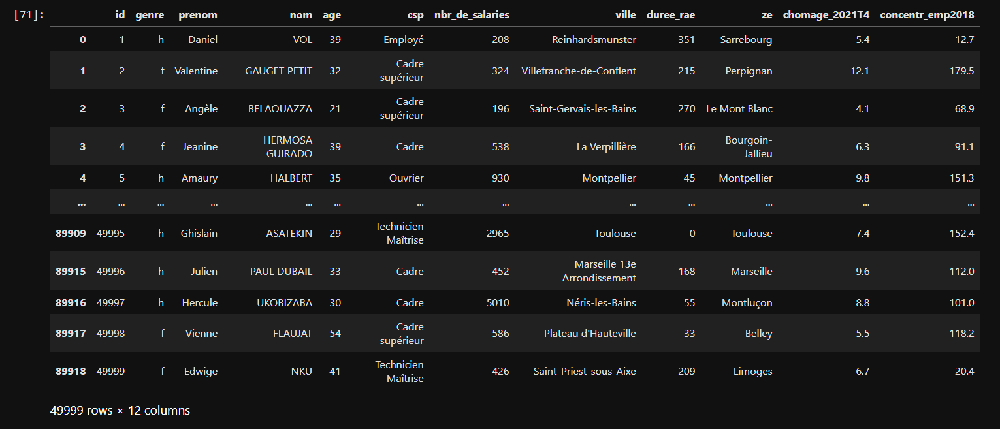 [71]: id genre prenom nom age csp nbr_de_salaries ville duree_rae ze chomage_2021T4 concentr_emp2018
0 1 h Daniel VOL 39 Employé 208 Reinhardsmunster 351 Sarrebourg 5.4 12.7
1 2 f Valentine GAUGET PETIT 32 Cadre supérieur 324 Villefranche-de-Conflent 215 Perpignan 12.1 179.5
2 3 f Angèle BELAOUAZZA 21 Cadre supérieur 196 Saint-Gervais-les-Bains 270 Le Mont Blanc 4.1 68.9
3 4 f Jeanine HERMOSA GUIRADO 39 Cadre 538 La Verpillière 166 Bourgoin-Jallieu 6.3 91.1
4 5 h Amaury HALBERT 35 Ouvrier 930 Montpellier 45 Montpellier 9.8 151.3
... ... ... ... ... ... ... ... ... ... ... ... ...
89909 49995 h Ghislain ASATEKIN 29 Technicien Maîtrise 2965 Toulouse 0 Toulouse 7.4 152.4
89915 49996 h Julien PAUL DUBAIL 33 Cadre 452 Marseille 13e Arrondissement 168 Marseille 9.6 112.0
89916 49997 h Hercule UKOBIZABA 30 Cadre 5010 Néris-les-Bains 55 Montluçon 8.8 101.0
89917 49998 f Vienne FLAUJAT 54 Cadre supérieur 586 Plateau d'Hauteville 33 Belley 5.5 118.2
89918 49999 f Edwige NKU 41 Technicien Maîtrise 426 Saint-Priest-sous-Aixe 209 Limoges 6.7 20.4
49999 rows × 12 columns